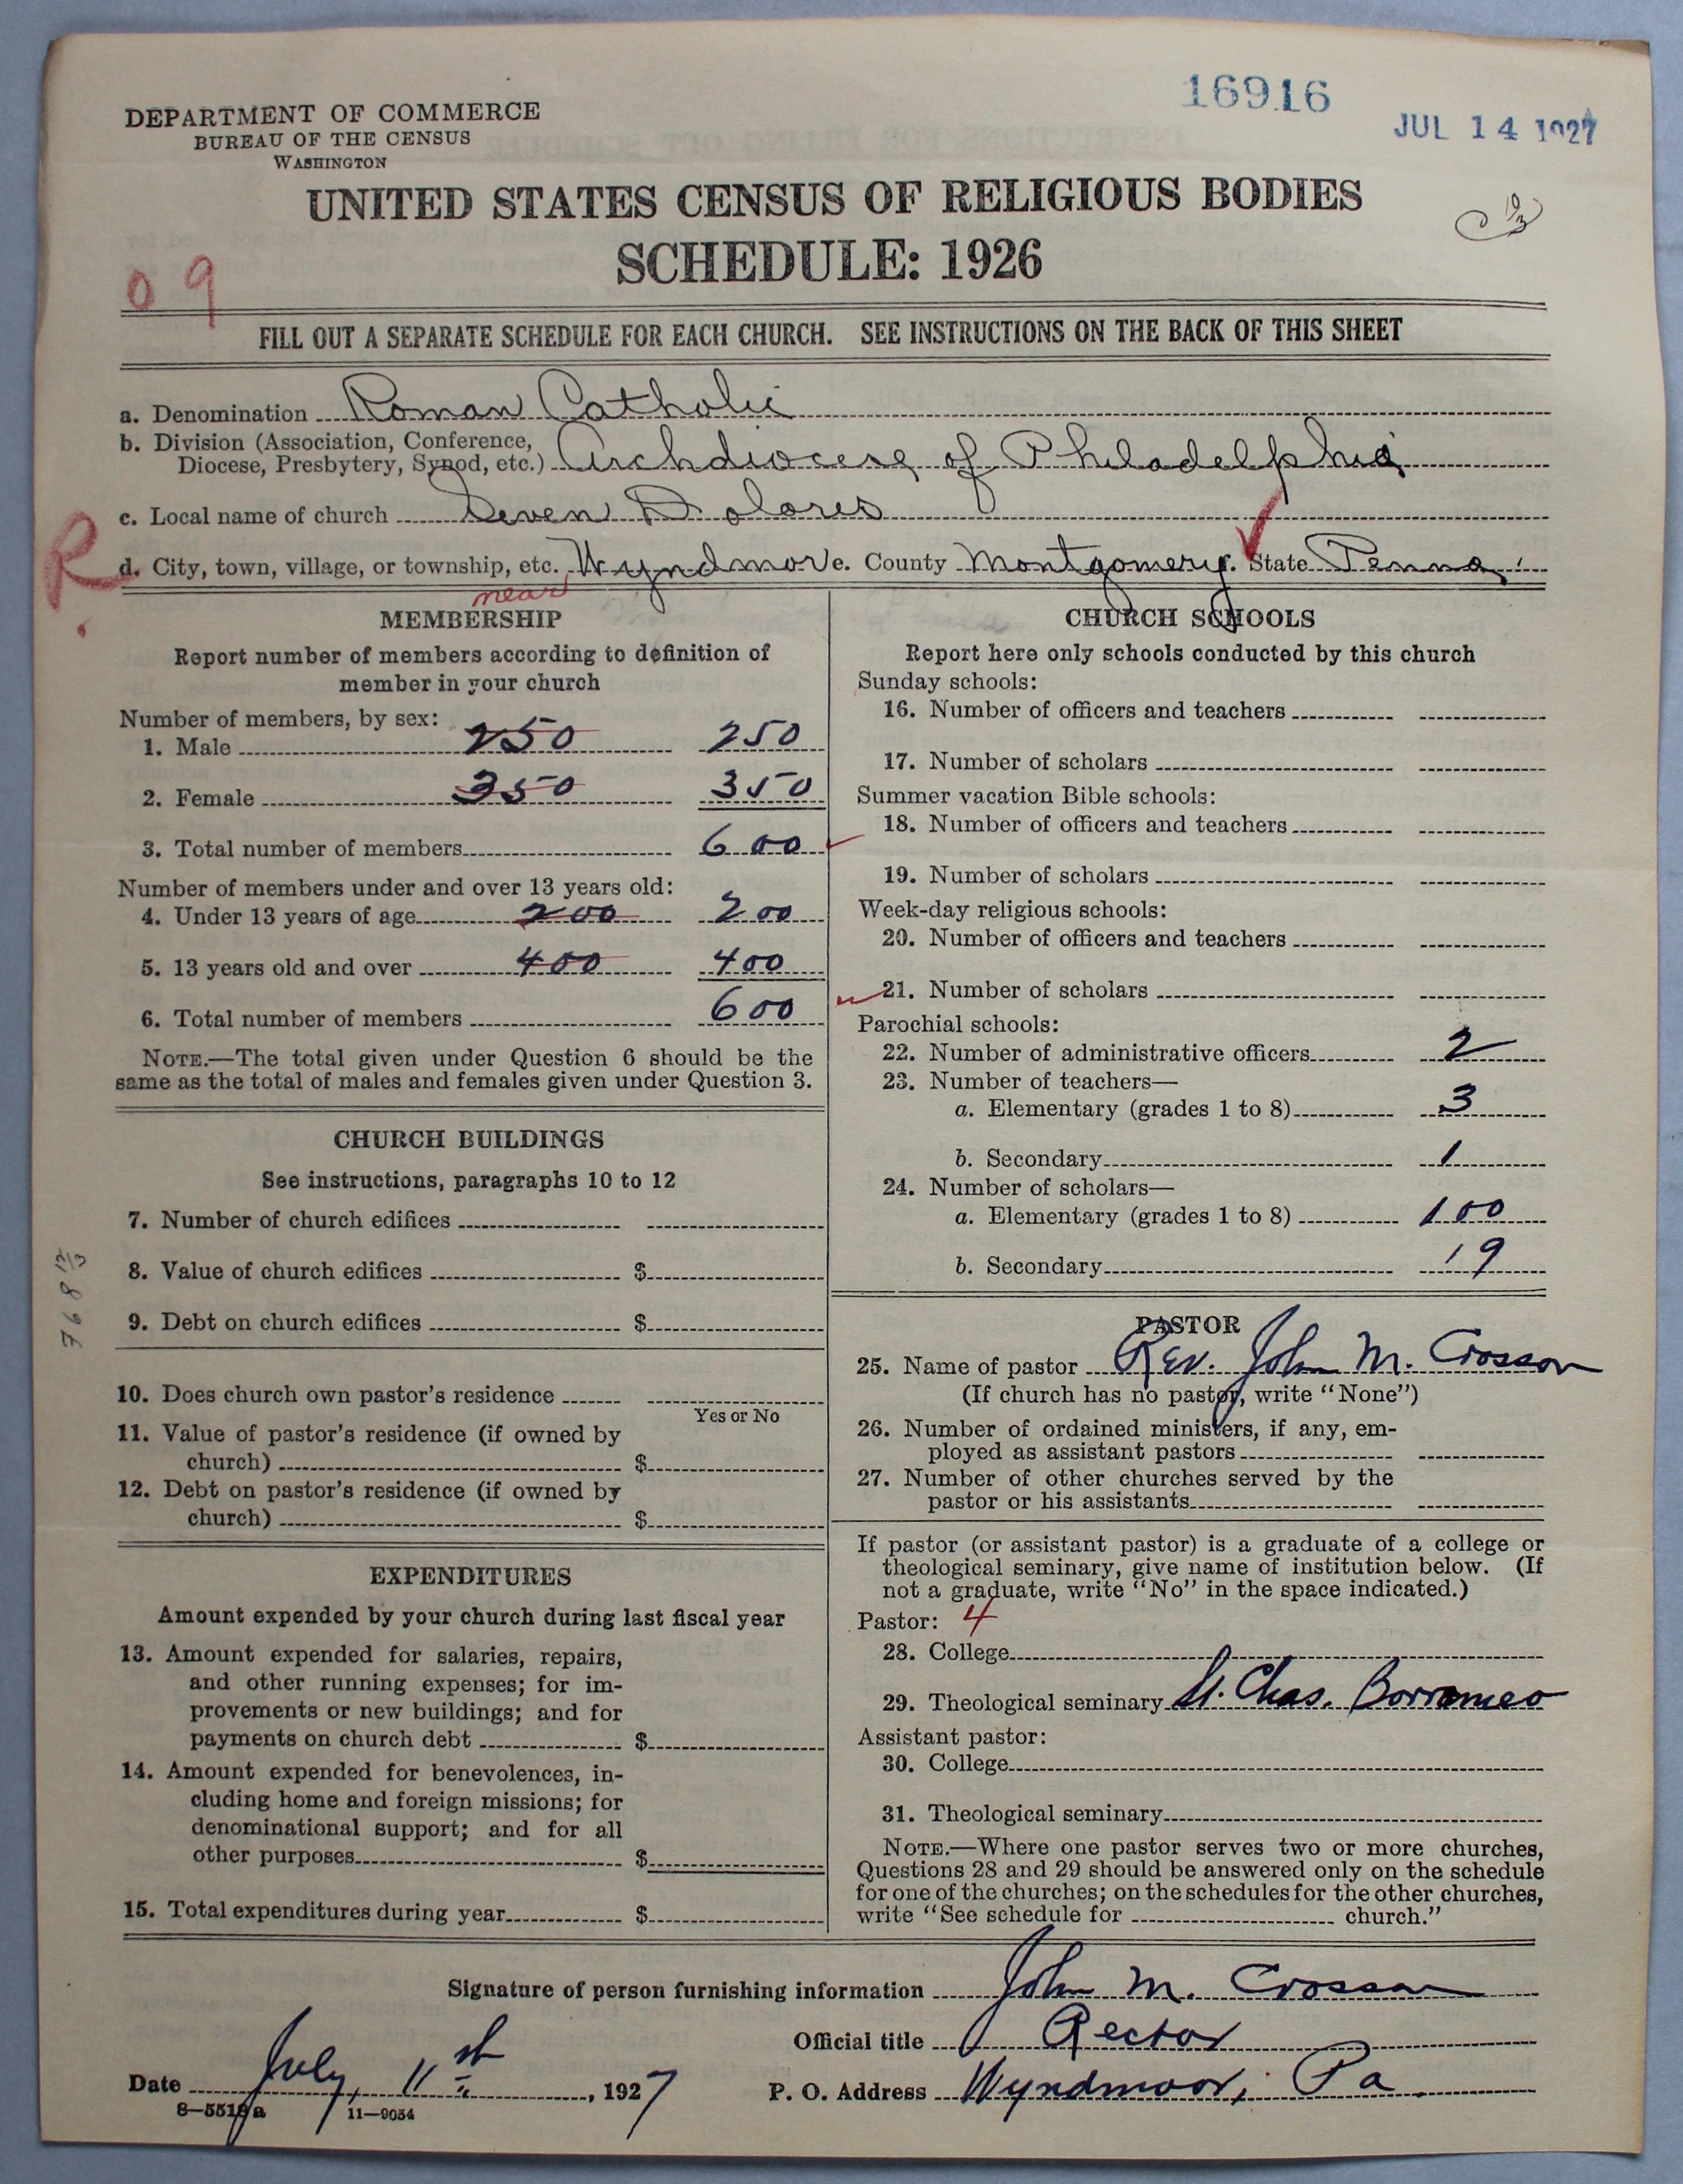 16916
JUL 14 1927
DEPARTMENT OF COMMERCE
BUREAU OF THE CENSUS
WASHINGTON
UNITED STATES CENSUS OF RELIGIOUS BODIES
SCHEDULE: 1926
09
FILL OUT A SEPARATE SCHEDULE FOR EACH CHURCH. SEE INSTRUCTIONS ON THE BACK OF THIS SHEET
a. Denomination Roman Catholic
b. Division (Association, Conference,
Diocese, Presbytery, Synod, etc.) Archdiocese of Philadelphia
c. Local name of church Seven Dolores
R d. City, town, village, or township, etc. Wyndmore. County Montgomery. State Penna.
near
MEMBERSHIP
Report number of members according to definition of
member in your church
Number of members, by sex:
1. Male 250 250
2. Female 350 350
3. Total number of members 600
Number of members under and over 13 years old:
4. Under 13 years of age 200 200
5. 13 years old and over 400 400
6. Total number of members 600
NOTE.—The total given under Question 6 should be the
same as the total of males and females given under Question 3.
CHURCH BUILDINGS
See instructions, paragraphs 10 to 12
7. Number of church edifices
8. Value of church edifices $
9. Debt on church edifices $
10. Does church own pastor's residence
Yes or No
11. Value of pastor's residence (if owned by
church) $
12. Debt on pastor's residence (if owned by
church) $
EXPENDITURES
Amount expended by your church during last fiscal year
13. Amount expended for salaries, repairs,
and other running expenses; for im-
provements or new buildings; and for
payments on church debt $
14. Amount expended for benevolences, in-
cluding home and foreign missions; for
denominational support; and for all
other purposes $
15. Total expenditures during year $
CHURCH SCHOOLS
Report here only schools conducted by this church
Sunday schools:
16. Number of officers and teachers
17. Number of scholars
Summer vacation Bible schools:
18. Number of officers and teachers
19. Number of scholars
Week-day religious schools:
20. Number of officers and teachers
21. Number of scholars
Parochial schools:
22. Number of administrative officers 2
23. Number of teachers—
a. Elementary (grades 1 to 8) 3
b. Secondary 1
24. Number of scholars—
a. Elementary (grades 1 to 8) 100
b. Secondary 19
PASTOR
25. Name of pastor Rev. John M. Crosson
(If church has no pastor, write "None")
26. Number of ordained ministers, if any, em-
ployed as assistant pastors
27. Number of other churches served by the
pastor or his assistants
If pastor (or assistant pastor) is a graduate of a college or
theological seminary, give name of institution below. (If
not a graduate, write "No" in the space indicated.)
Pastor: 4
28. College
29. Theological seminary St. Chas. Borromeo
Assistant pastor:
30. College
31. Theological seminary
NOTE.—Where one pastor serves two or more churches,
Questions 28 and 29 should be answered only on the schedule
for one of the churches; on the schedules for the other churches,
write "See schedule for church."
Signature of person furnishing information John M. Crosson
Official title Rector
Date July, 11st, 1927 P. O. Address Wyndmoor, Pa.
8—5518a 11—9054